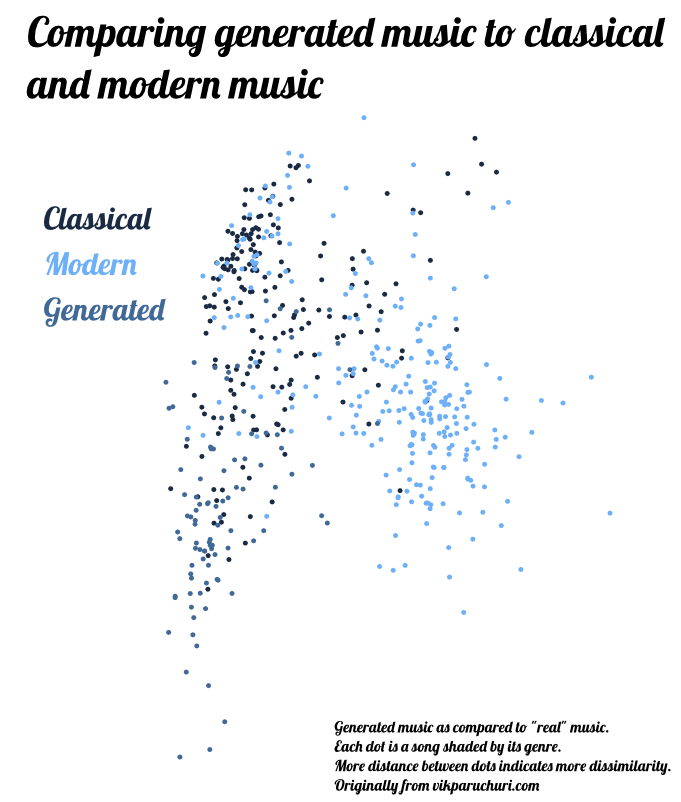 Comparing generated music to classical
and modern music
Classical
Modern
Generated
Generated music as compared to "real" music.
Each dot is a song shaded by its genre.
More distance between dots indicates more dissimilarity.
Originally from vikparuchuri.com